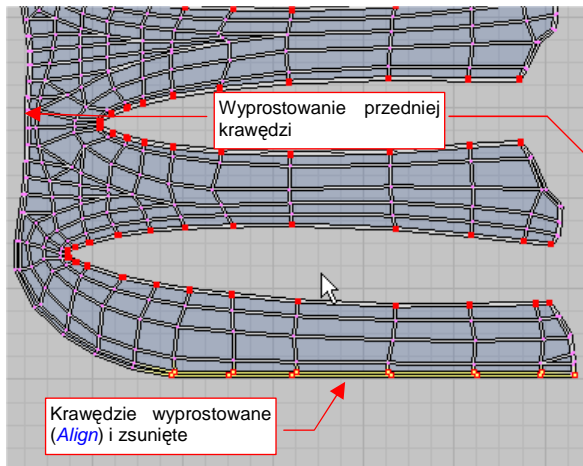 Wyprostowanie przedniej
krawędzi
Krawędzie wyprostowane
(Align) i zsunięte